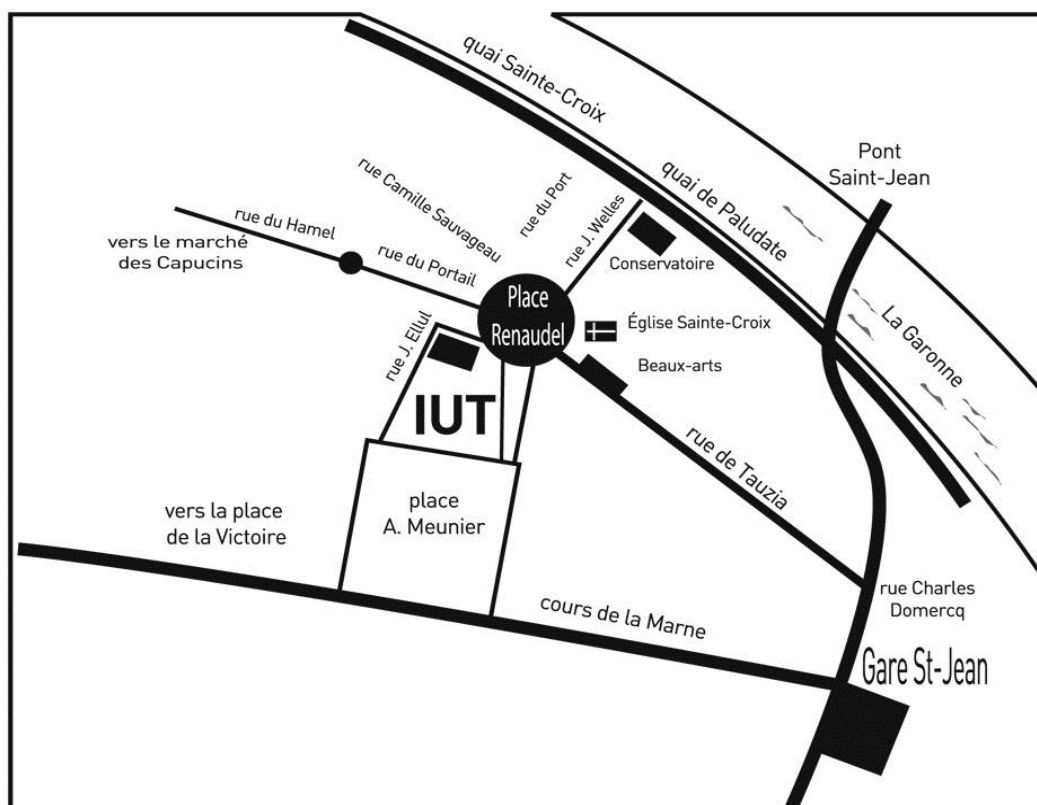 quai Sainte-Croix
Pont
Saint-Jean
quai de Paludate
rue Camille Sauvageau
rue du Port
rue J. Welles
rue du Hamel
vers le marché
des Capucins
rue du Portail
Conservatoire
Place
Renaudel
Église Sainte-Croix
La Garonne
rue J. Ellul
Beaux-arts
IUT
rue de Tauzia
place
A. Meunier
vers la place
de la Victoire
cours de la Marne
rue Charles
Domercq
Gare St-Jean